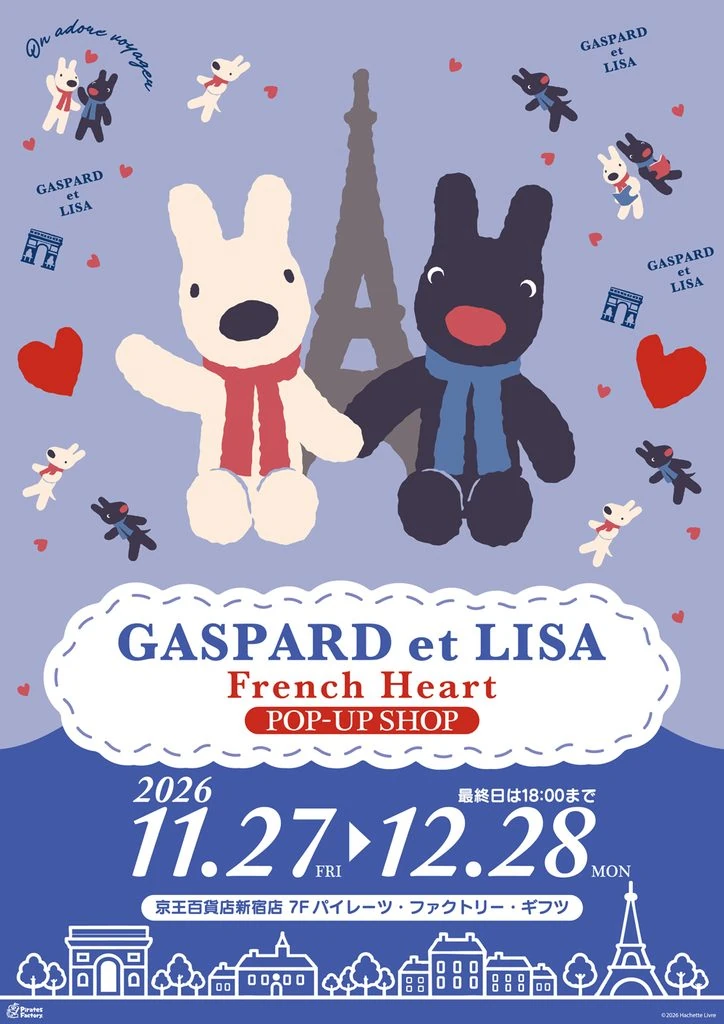 On adore voyager
GASPARD
et
LISA
GASPARD
et
LISA
GASPARD
et
LISA
GASPARD et LISA
French Heart
POP-UP SHOP
2026
最終日は18:00まで
11.27 FRI 12.28 MON
京王百貨店新宿店 7F パイレーツ・ファクトリー・ギフツ
Pirates
Factory
©2026 Hachette Livre